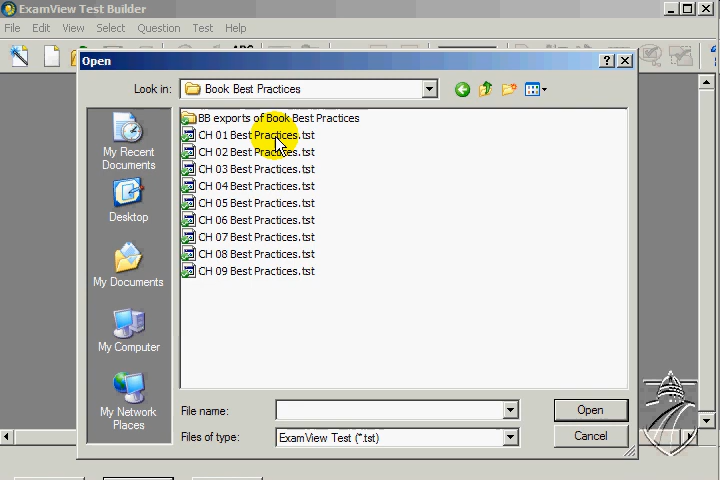 ExamView Test Builder
File Edit View Select Question Test Help
Open
Look in: Book Best Practices
BB exports of Book Best Practices
CH 01 Best Practices.tst
CH 02 Best Practices.tst
CH 03 Best Practices.tst
CH 04 Best Practices.tst
CH 05 Best Practices.tst
CH 06 Best Practices.tst
CH 07 Best Practices.tst
CH 08 Best Practices.tst
CH 09 Best Practices.tst
My Recent
Documents
Desktop
My Documents
My Computer
My Network
Places
File name: Open
Files of type: ExamView Test (*.tst) Cancel